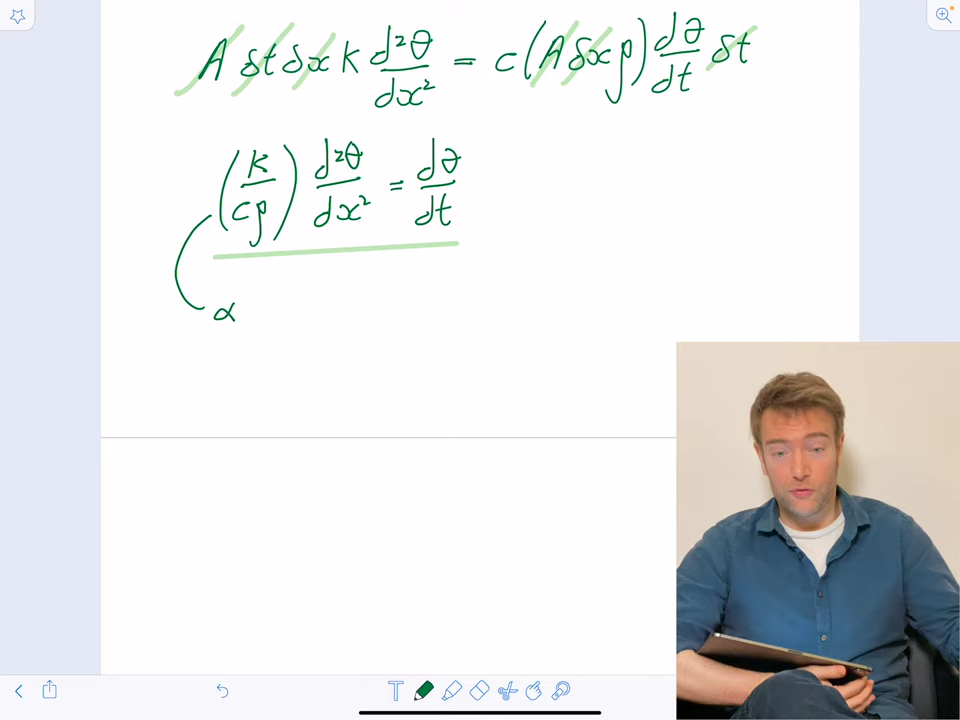 A δt δx k d²θ/dx² = c(A δx ρ) dθ/dt δt
(k/cρ) d²θ/dx² = dθ/dt
α
T